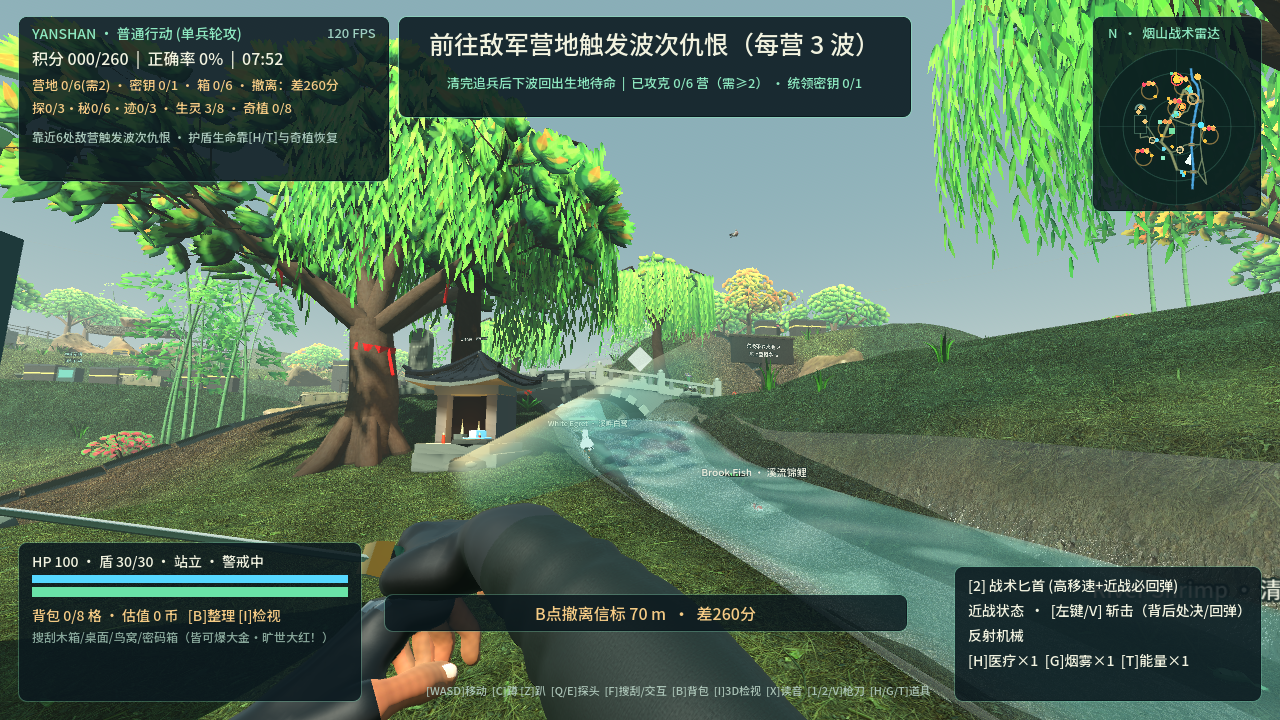 YANSHAN · 普通行动 (单兵轮攻) 120 FPS
积分 000/260 | 正确率 0% | 07:52
营地 0/6(需2) · 密钥 0/1 · 箱 0/6 · 撤离: 差260分
探0/3·秘0/6·迹0/3 · 生灵 3/8 · 奇植 0/8
靠近6处敌营触发波次仇恨 · 护盾生命靠[H/T]与奇植恢复
前往敌军营地触发波次仇恨（每营 3 波）
清完追兵后下波回出生地待命 | 已攻克 0/6 营（需≥2） · 统领密钥 0/1
N · 烟山战术雷达
Brook Fish · 溪流锦鲤
HP 100 · 盾 30/30 · 站立 · 警戒中
背包 0/8 格 · 估值 0 币 [B]整理 [I]检视
搜刮木箱/桌面/鸟窝/密码箱（皆可爆大金·旷世大红！）
B点撤离信标 70 m · 差260分
[2] 战术匕首 (高移速+近战必回弹)
近战状态 · [左键/V] 斩击（背后处决/回弹）
反射机械
[H]医疗×1 [G]烟雾×1 [T]能量×1
[WASD]移动 [C]蹲 [Z]趴 [Q/E]探头 [F]搜刮/交互 [B]背包 [I]3D检视 [X]读音 [1/2/V]枪刀 [H/G/T]道具